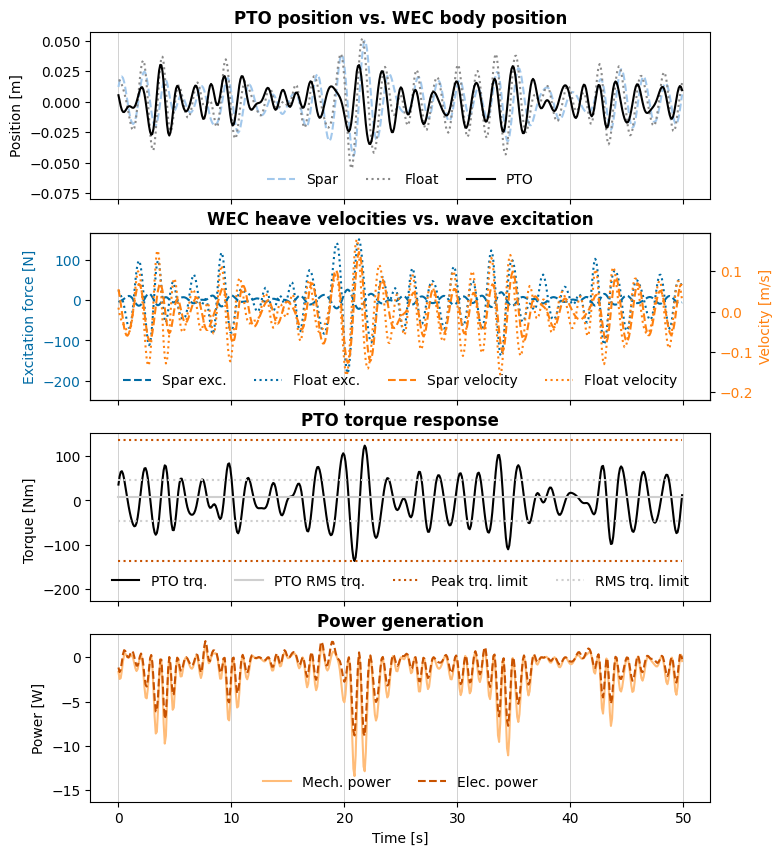 PTO position vs. WEC body position
0.050
0.025
0.000
−0.025
−0.050
−0.075
Position [m]
Spar Float PTO
WEC heave velocities vs. wave excitation
100
0
−100
−200
Excitation force [N]
0.1
0.0
−0.1
−0.2
Velocity [m/s]
Spar exc. Float exc. Spar velocity Float velocity
PTO torque response
100
0
−100
−200
Torque [Nm]
PTO trq. PTO RMS trq. Peak trq. limit RMS trq. limit
Power generation
0
−5
−10
−15
Power [W]
Mech. power Elec. power
0 10 20 30 40 50
Time [s]